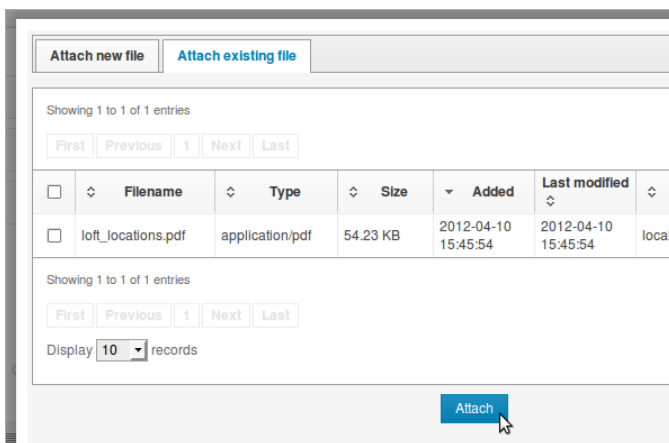 Attach new file Attach existing file
Showing 1 to 1 of 1 entries
First Previous 1 Next Last
Filename Type Size Added Last modified
loft_locations.pdf application/pdf 54.23 KB 2012-04-10 15:45:54 2012-04-10 15:45:54 local
Showing 1 to 1 of 1 entries
First Previous 1 Next Last
Display 10 records
Attach